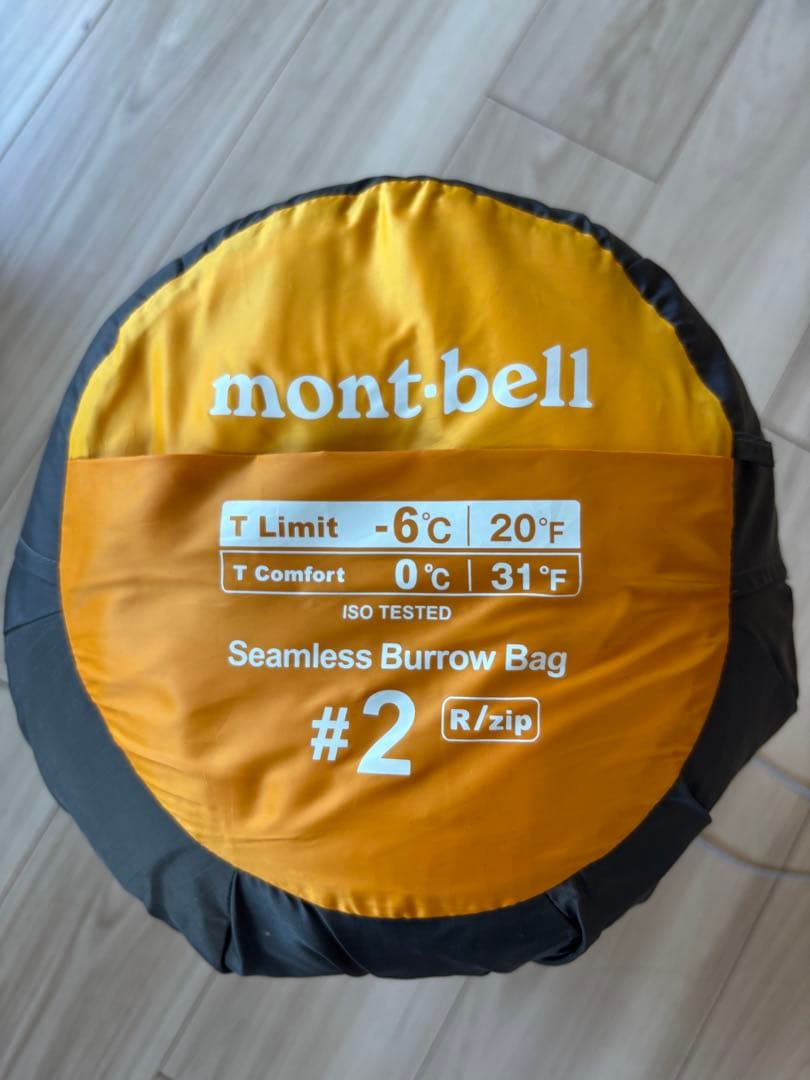 mont·bell
T Limit -6°C | 20°F
T Comfort 0°C | 31°F
ISO TESTED
Seamless Burrow Bag
#2 R/zip